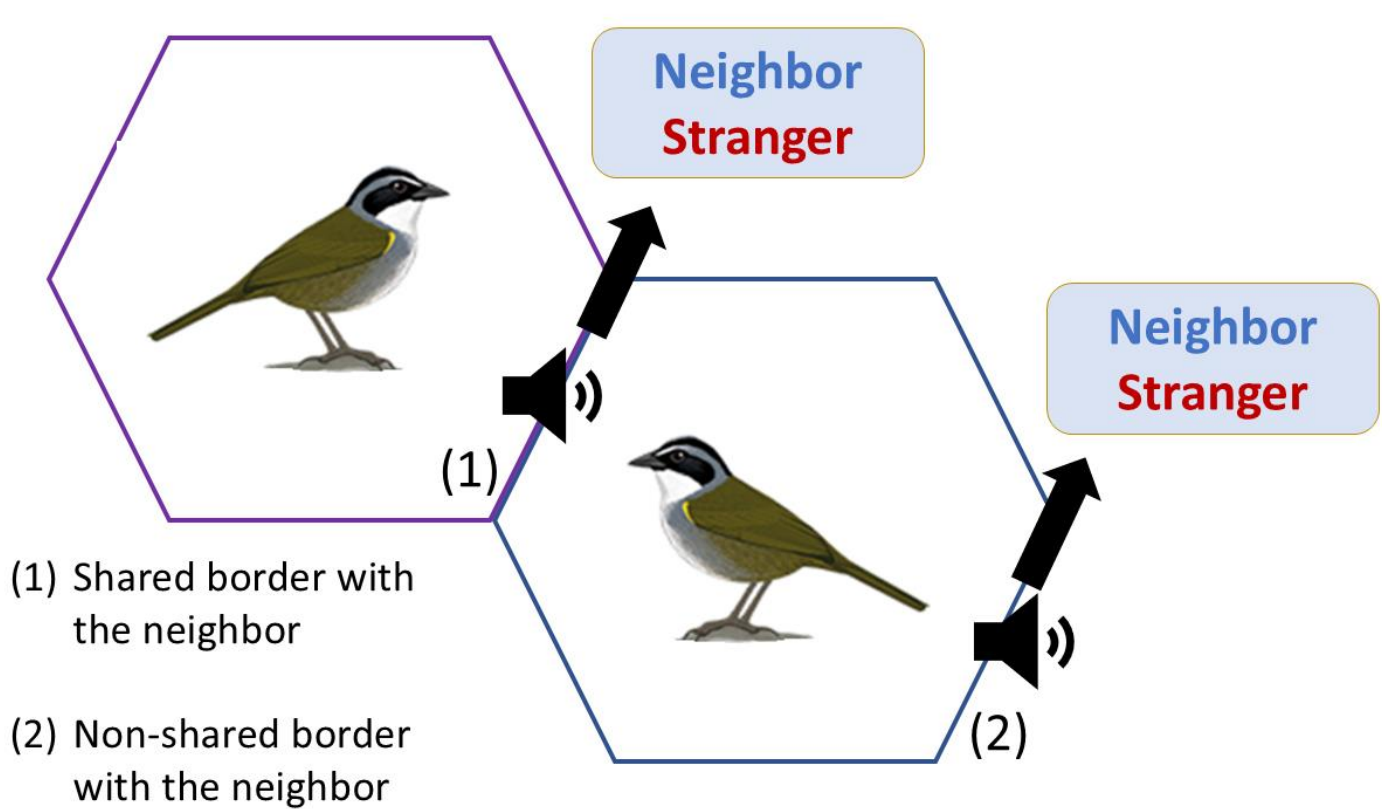 Neighbor
Stranger
Neighbor
Stranger
(1)
(1) Shared border with
the neighbor
(2) Non-shared border
with the neighbor
(2)